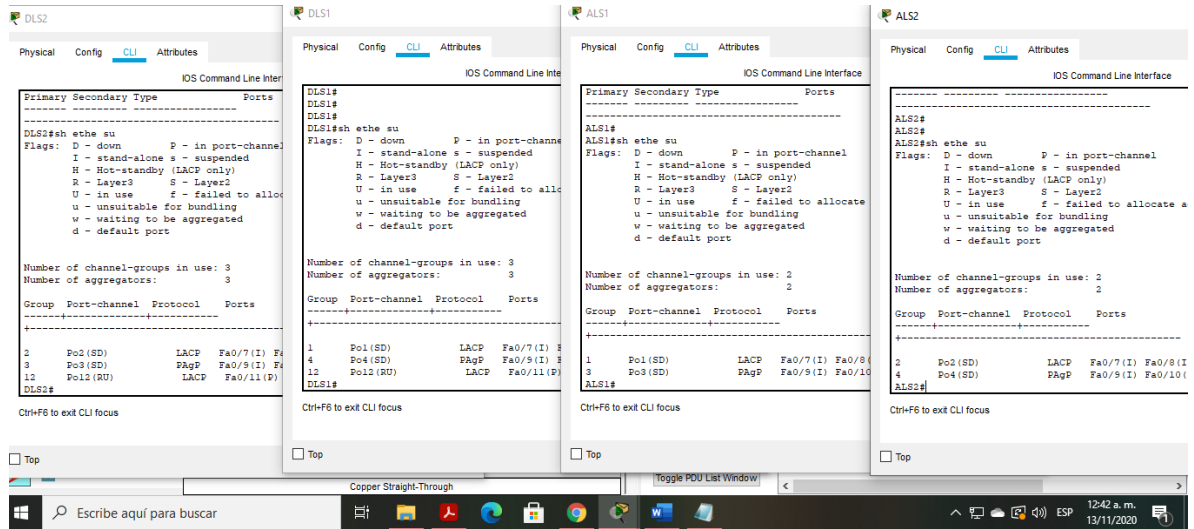 DLS2
Physical Config CLI Attributes
IOS Command Line Inter
Primary Secondary Type Ports
------- --------- ----------------- 
DLS2#sh ethe su
Flags: D - down P - in port-channel
I - stand-alone s - suspended
H - Hot-standby (LACP only)
R - Layer3 S - Layer2
U - in use f - failed to alloc
u - unsuitable for bundling
w - waiting to be aggregated
d - default port
Number of channel-groups in use: 3
Number of aggregators: 3
Group Port-channel Protocol Ports
------+-------------+-----------
+----------------------------------
2 Po2(SD) LACP Fa0/7(I) Fa
3 Po3(SD) PAgP Fa0/9(I) Fa
12 Po12(RU) LACP Fa0/11(P)
DLS2#
Ctrl+F6 to exit CLI focus
Top
DLS1
Physical Config CLI Attributes
IOS Command Line Inte
DLS1#
DLS1#
DLS1#
DLS1#sh ethe su
Flags: D - down P - in port-channe
I - stand-alone s - suspended
H - Hot-standby (LACP only)
R - Layer3 S - Layer2
U - in use f - failed to allo
u - unsuitable for bundling
w - waiting to be aggregated
d - default port
Number of channel-groups in use: 3
Number of aggregators: 3
Group Port-channel Protocol Ports
------+-------------+-----------
+----------------------------------
1 Po1(SD) LACP Fa0/7(I) F
4 Po4(SD) PAgP Fa0/9(I) F
12 Po12(RU) LACP Fa0/11(P)
DLS1#
Ctrl+F6 to exit CLI focus
Top
ALS1
Physical Config CLI Attributes
IOS Command Line Interface
Primary Secondary Type Ports
------- --------- -----------------
ALS1#
ALS1#sh ethe su
Flags: D - down P - in port-channel
I - stand-alone s - suspended
H - Hot-standby (LACP only)
R - Layer3 S - Layer2
U - in use f - failed to allocate
u - unsuitable for bundling
w - waiting to be aggregated
d - default port
Number of channel-groups in use: 2
Number of aggregators: 2
Group Port-channel Protocol Ports
------+-------------+-----------
+----------------------------------
1 Po1(SD) LACP Fa0/7(I) Fa0/8(
3 Po3(SD) PAgP Fa0/9(I) Fa0/10
ALS1#
Ctrl+F6 to exit CLI focus
Top
ALS2
Physical Config CLI Attributes
IOS Command Line Interface
------- --------- -----------------
ALS2#
ALS2#
ALS2#sh ethe su
Flags: D - down P - in port-channel
I - stand-alone s - suspended
H - Hot-standby (LACP only)
R - Layer3 S - Layer2
U - in use f - failed to allocate a
u - unsuitable for bundling
w - waiting to be aggregated
d - default port
Number of channel-groups in use: 2
Number of aggregators: 2
Group Port-channel Protocol Ports
------+-------------+-----------
+----------------------------------
2 Po2(SD) LACP Fa0/7(I) Fa0/8(I
4 Po4(SD) PAgP Fa0/9(I) Fa0/10(
ALS2#
Ctrl+F6 to exit CLI focus
Top
Copper Straight-Through
Toggle PDU List Window
Escribe aquí para buscar
ESP
12:42 a. m.
13/11/2020
1